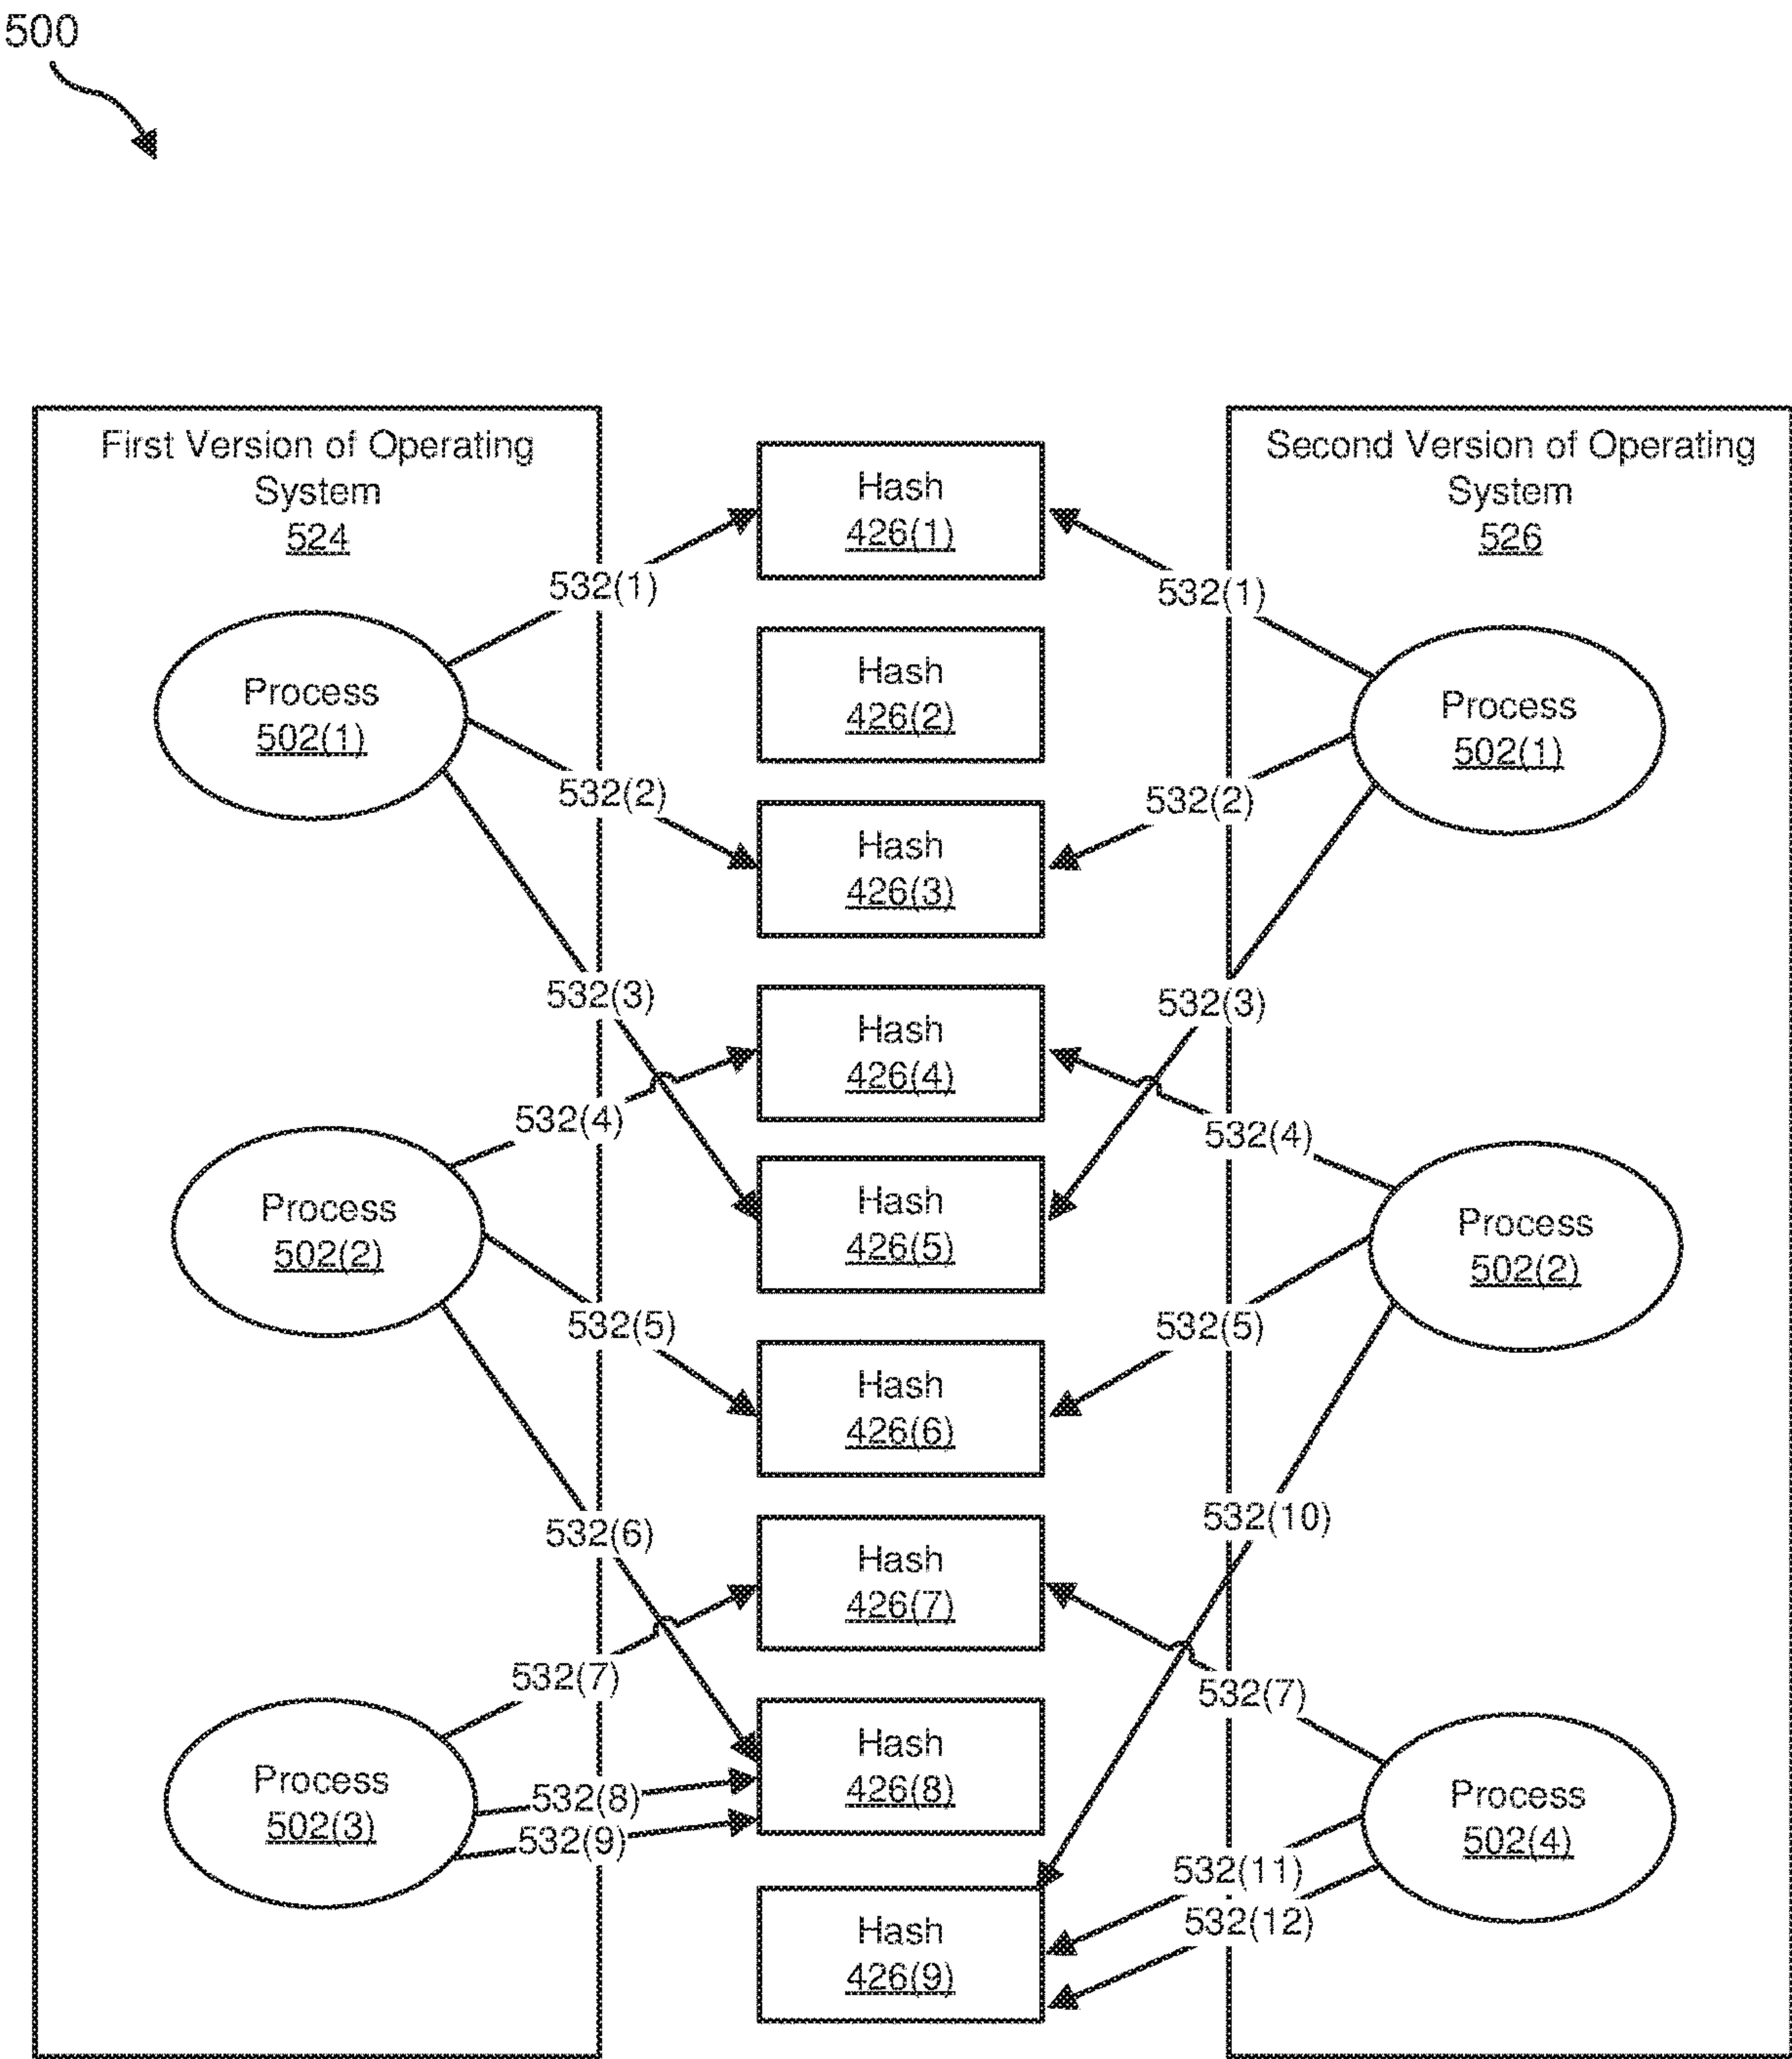 500
First Version of Operating
System
524
Process
502(1)
Process
502(2)
Process
502(3)
532(1)
532(2)
532(3)
532(4)
532(5)
532(6)
532(7)
532(8)
532(9)
Hash
426(1)
Hash
426(2)
Hash
426(3)
Hash
426(4)
Hash
426(5)
Hash
426(6)
Hash
426(7)
Hash
426(8)
Hash
426(9)
532(1)
532(2)
532(3)
532(4)
532(5)
532(10)
532(7)
532(11)
532(12)
Second Version of Operating
System
526
Process
502(1)
Process
502(2)
Process
502(4)